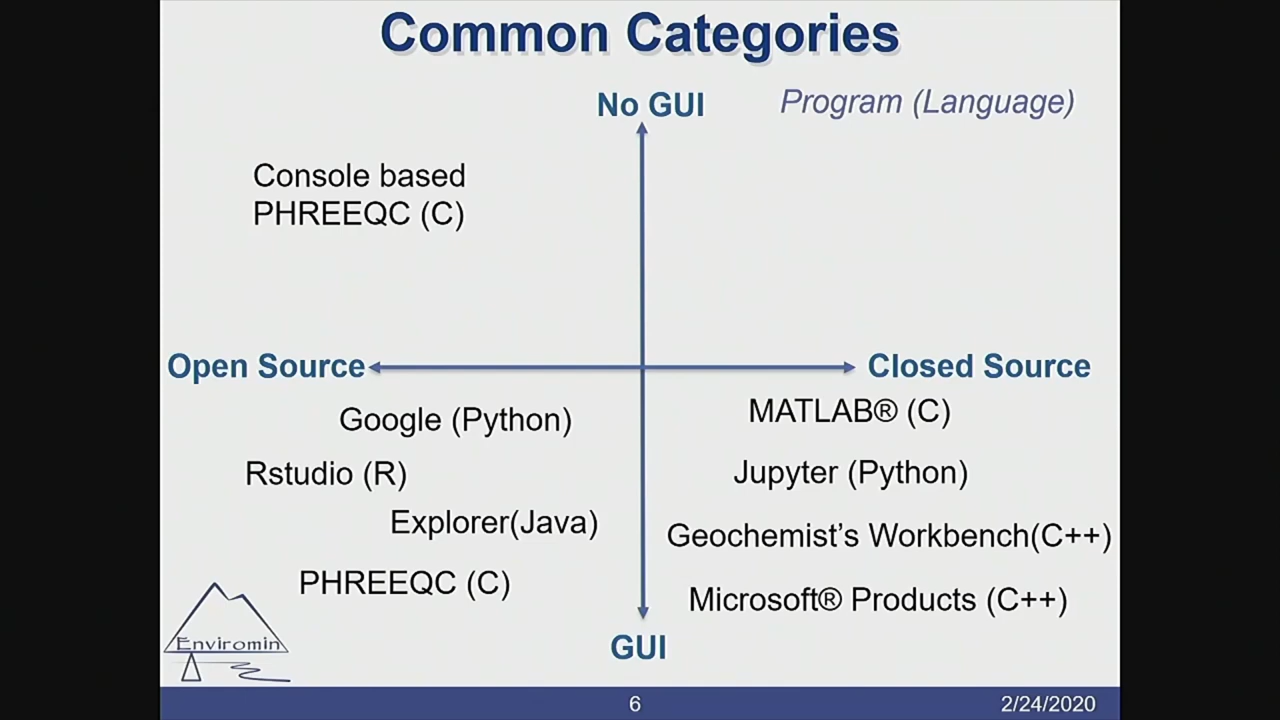 Common Categories
No GUI
Program (Language)
Console based
PHREEQC (C)
Open Source
Closed Source
Google (Python)
MATLAB® (C)
Rstudio (R)
Jupyter (Python)
Explorer(Java)
Geochemist's Workbench(C++)
PHREEQC (C)
Microsoft® Products (C++)
Enviromin
GUI
6
2/24/2020